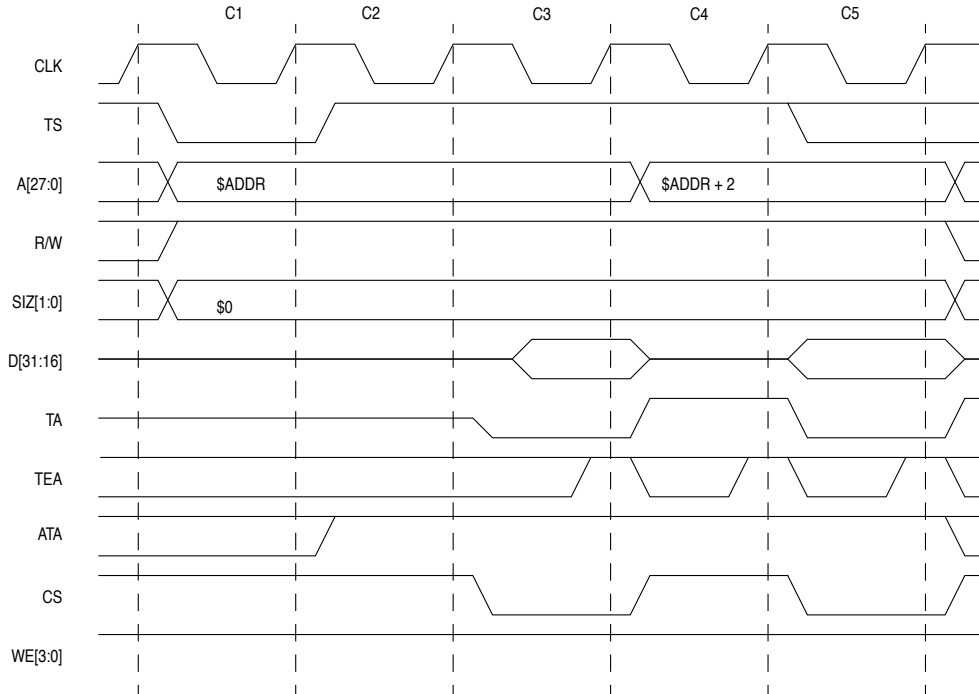 C1 C2 C3 C4 C5
CLK
TS
A[27:0] $ADDR $ADDR + 2
R/W
SIZ[1:0] $0
D[31:16]
TA
TEA
ATA
CS
WE[3:0]